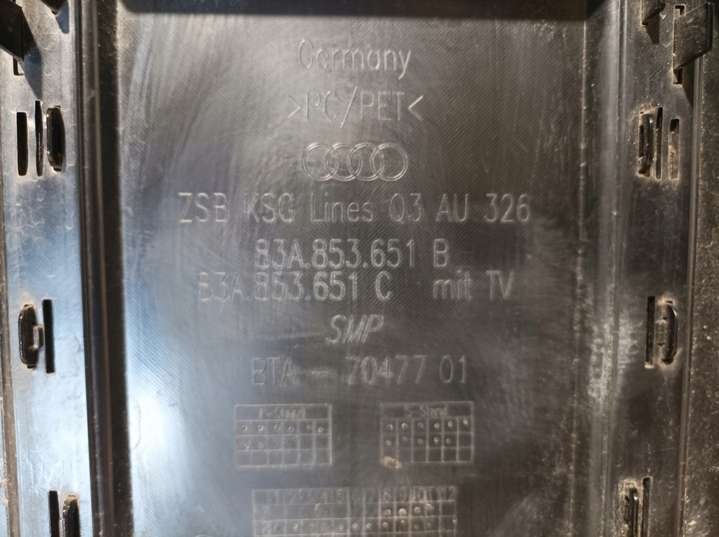 Germany
>PC/PET<
ZSB KSG Lines Q3 AU 326
83A.853.651 B
83A.853.651 C mit TV
SMP
BTA - 70477 01